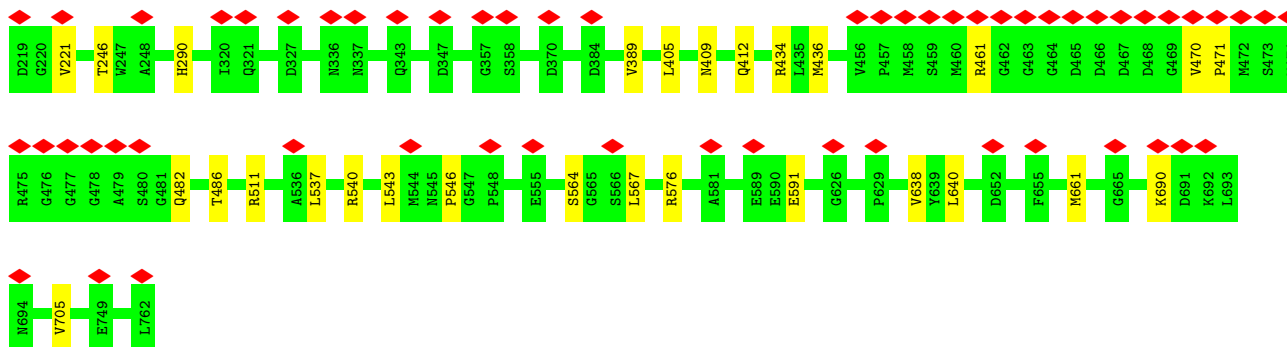 D219 G220 V221 T246 W247 A248 H290 I320 Q321 D327 N336 N337 Q343 D347 G357 S358 D370 D384 V389 L405 N409 Q412 R434 L435 M436 V456 P457 M458 S459 M460 R461 G462 G463 G464 D465 D466 D467 D468 G469 V470 P471 M472 S473
R475 G476 G477 G478 A479 S480 G481 Q482 T486 R511 A536 L537 R540 L543 M544 N545 P546 G547 P548 E555 S564 G565 S566 L567 R576 A581 E589 E590 E591 G626 P629 V638 Y639 L640 D652 F655 M661 G665 K690 D691 K692 L693
N694 V705 E749 L762